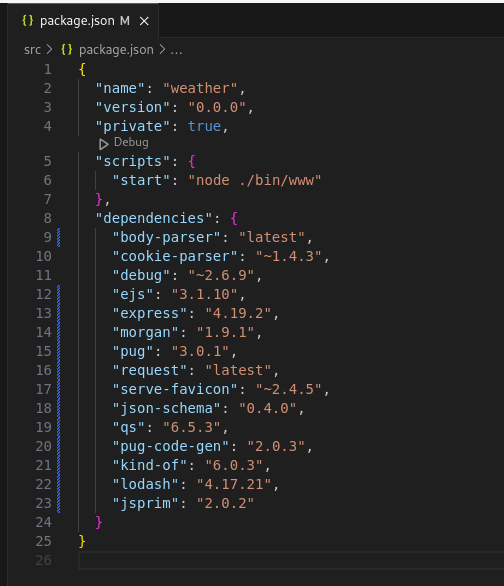 {} package.json M ×
src > {} package.json > ...
1 {
2 "name": "weather",
3 "version": "0.0.0",
4 "private": true,
Debug
5 "scripts": {
6 "start": "node ./bin/www"
7 },
8 "dependencies": {
9 "body-parser": "latest",
10 "cookie-parser": "~1.4.3",
11 "debug": "~2.6.9",
12 "ejs": "3.1.10",
13 "express": "4.19.2",
14 "morgan": "1.9.1",
15 "pug": "3.0.1",
16 "request": "latest",
17 "serve-favicon": "~2.4.5",
18 "json-schema": "0.4.0",
19 "qs": "6.5.3",
20 "pug-code-gen": "2.0.3",
21 "kind-of": "6.0.3",
22 "lodash": "4.17.21",
23 "jsprim": "2.0.2"
24 }
25 }
26